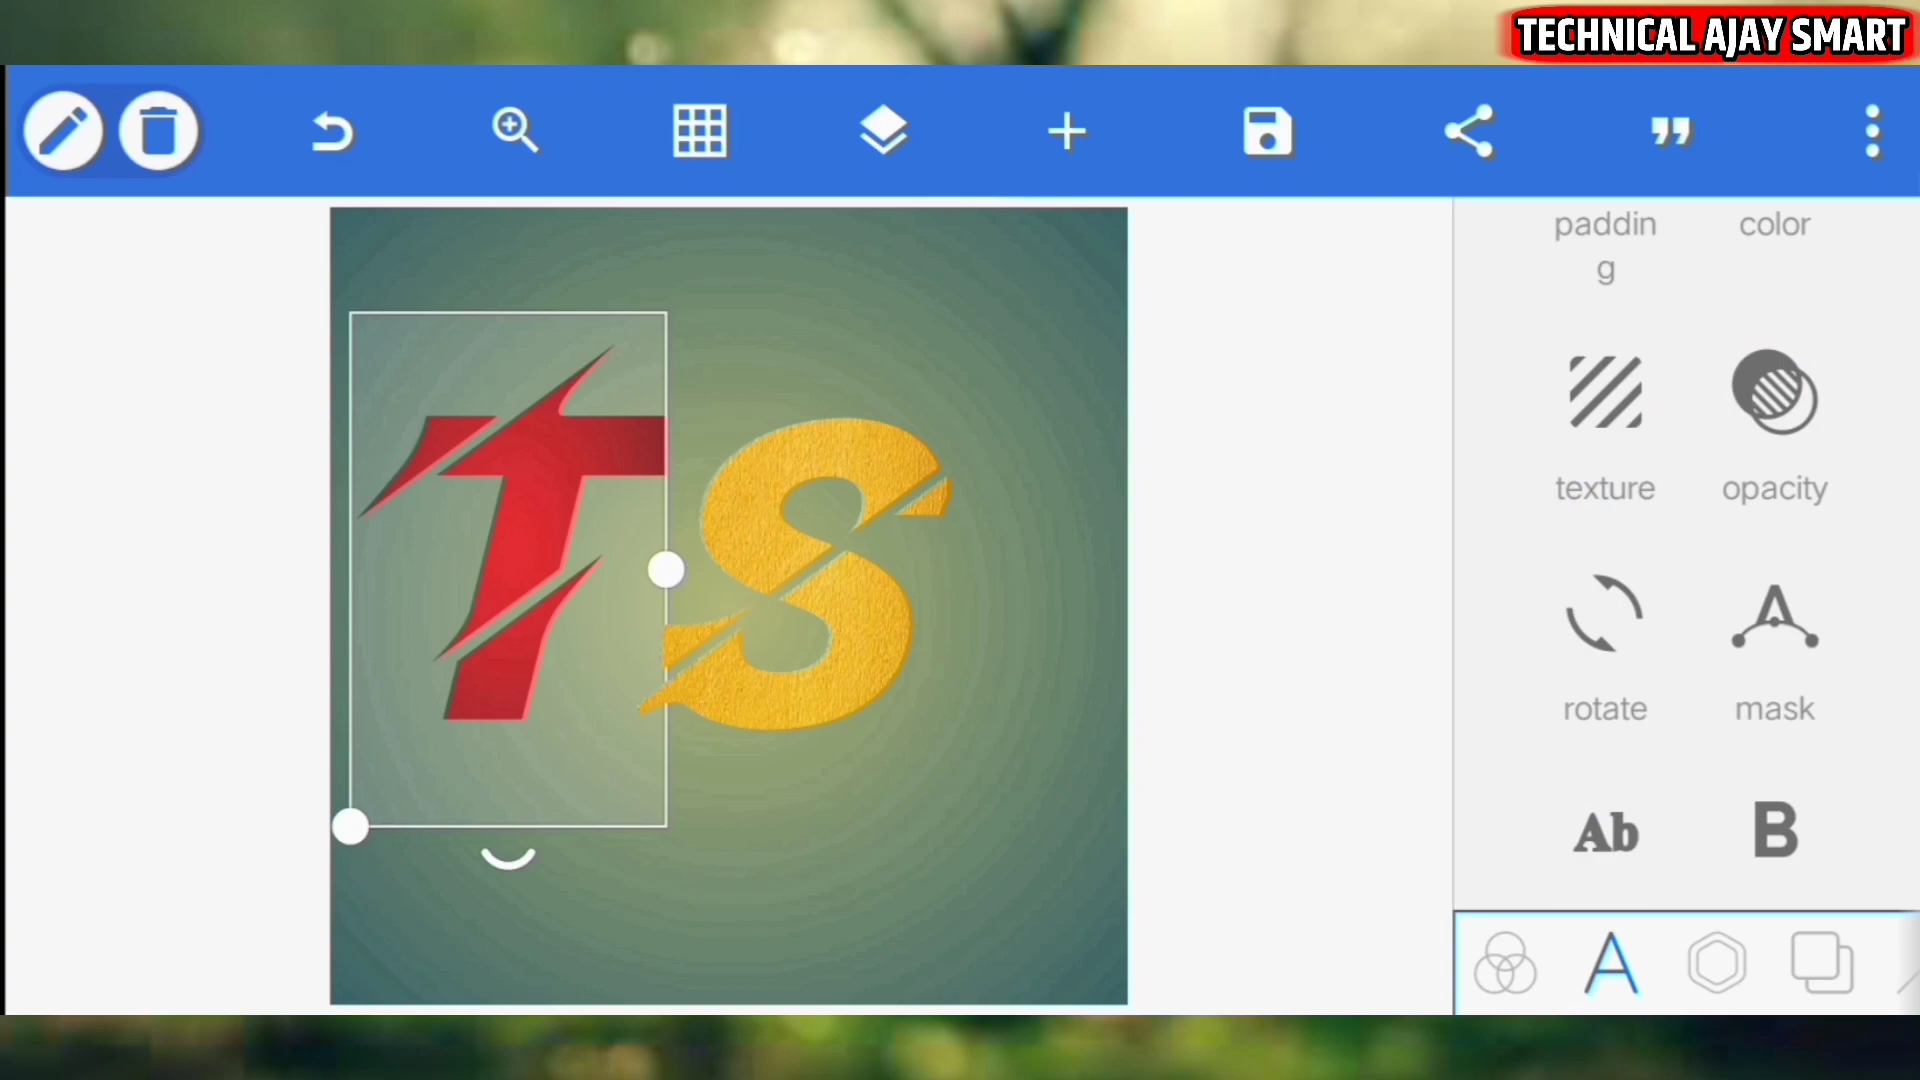 TECHNICAL AJAY SMART
paddin
g
color
TS
texture
opacity
rotate
mask
Ab
B
A